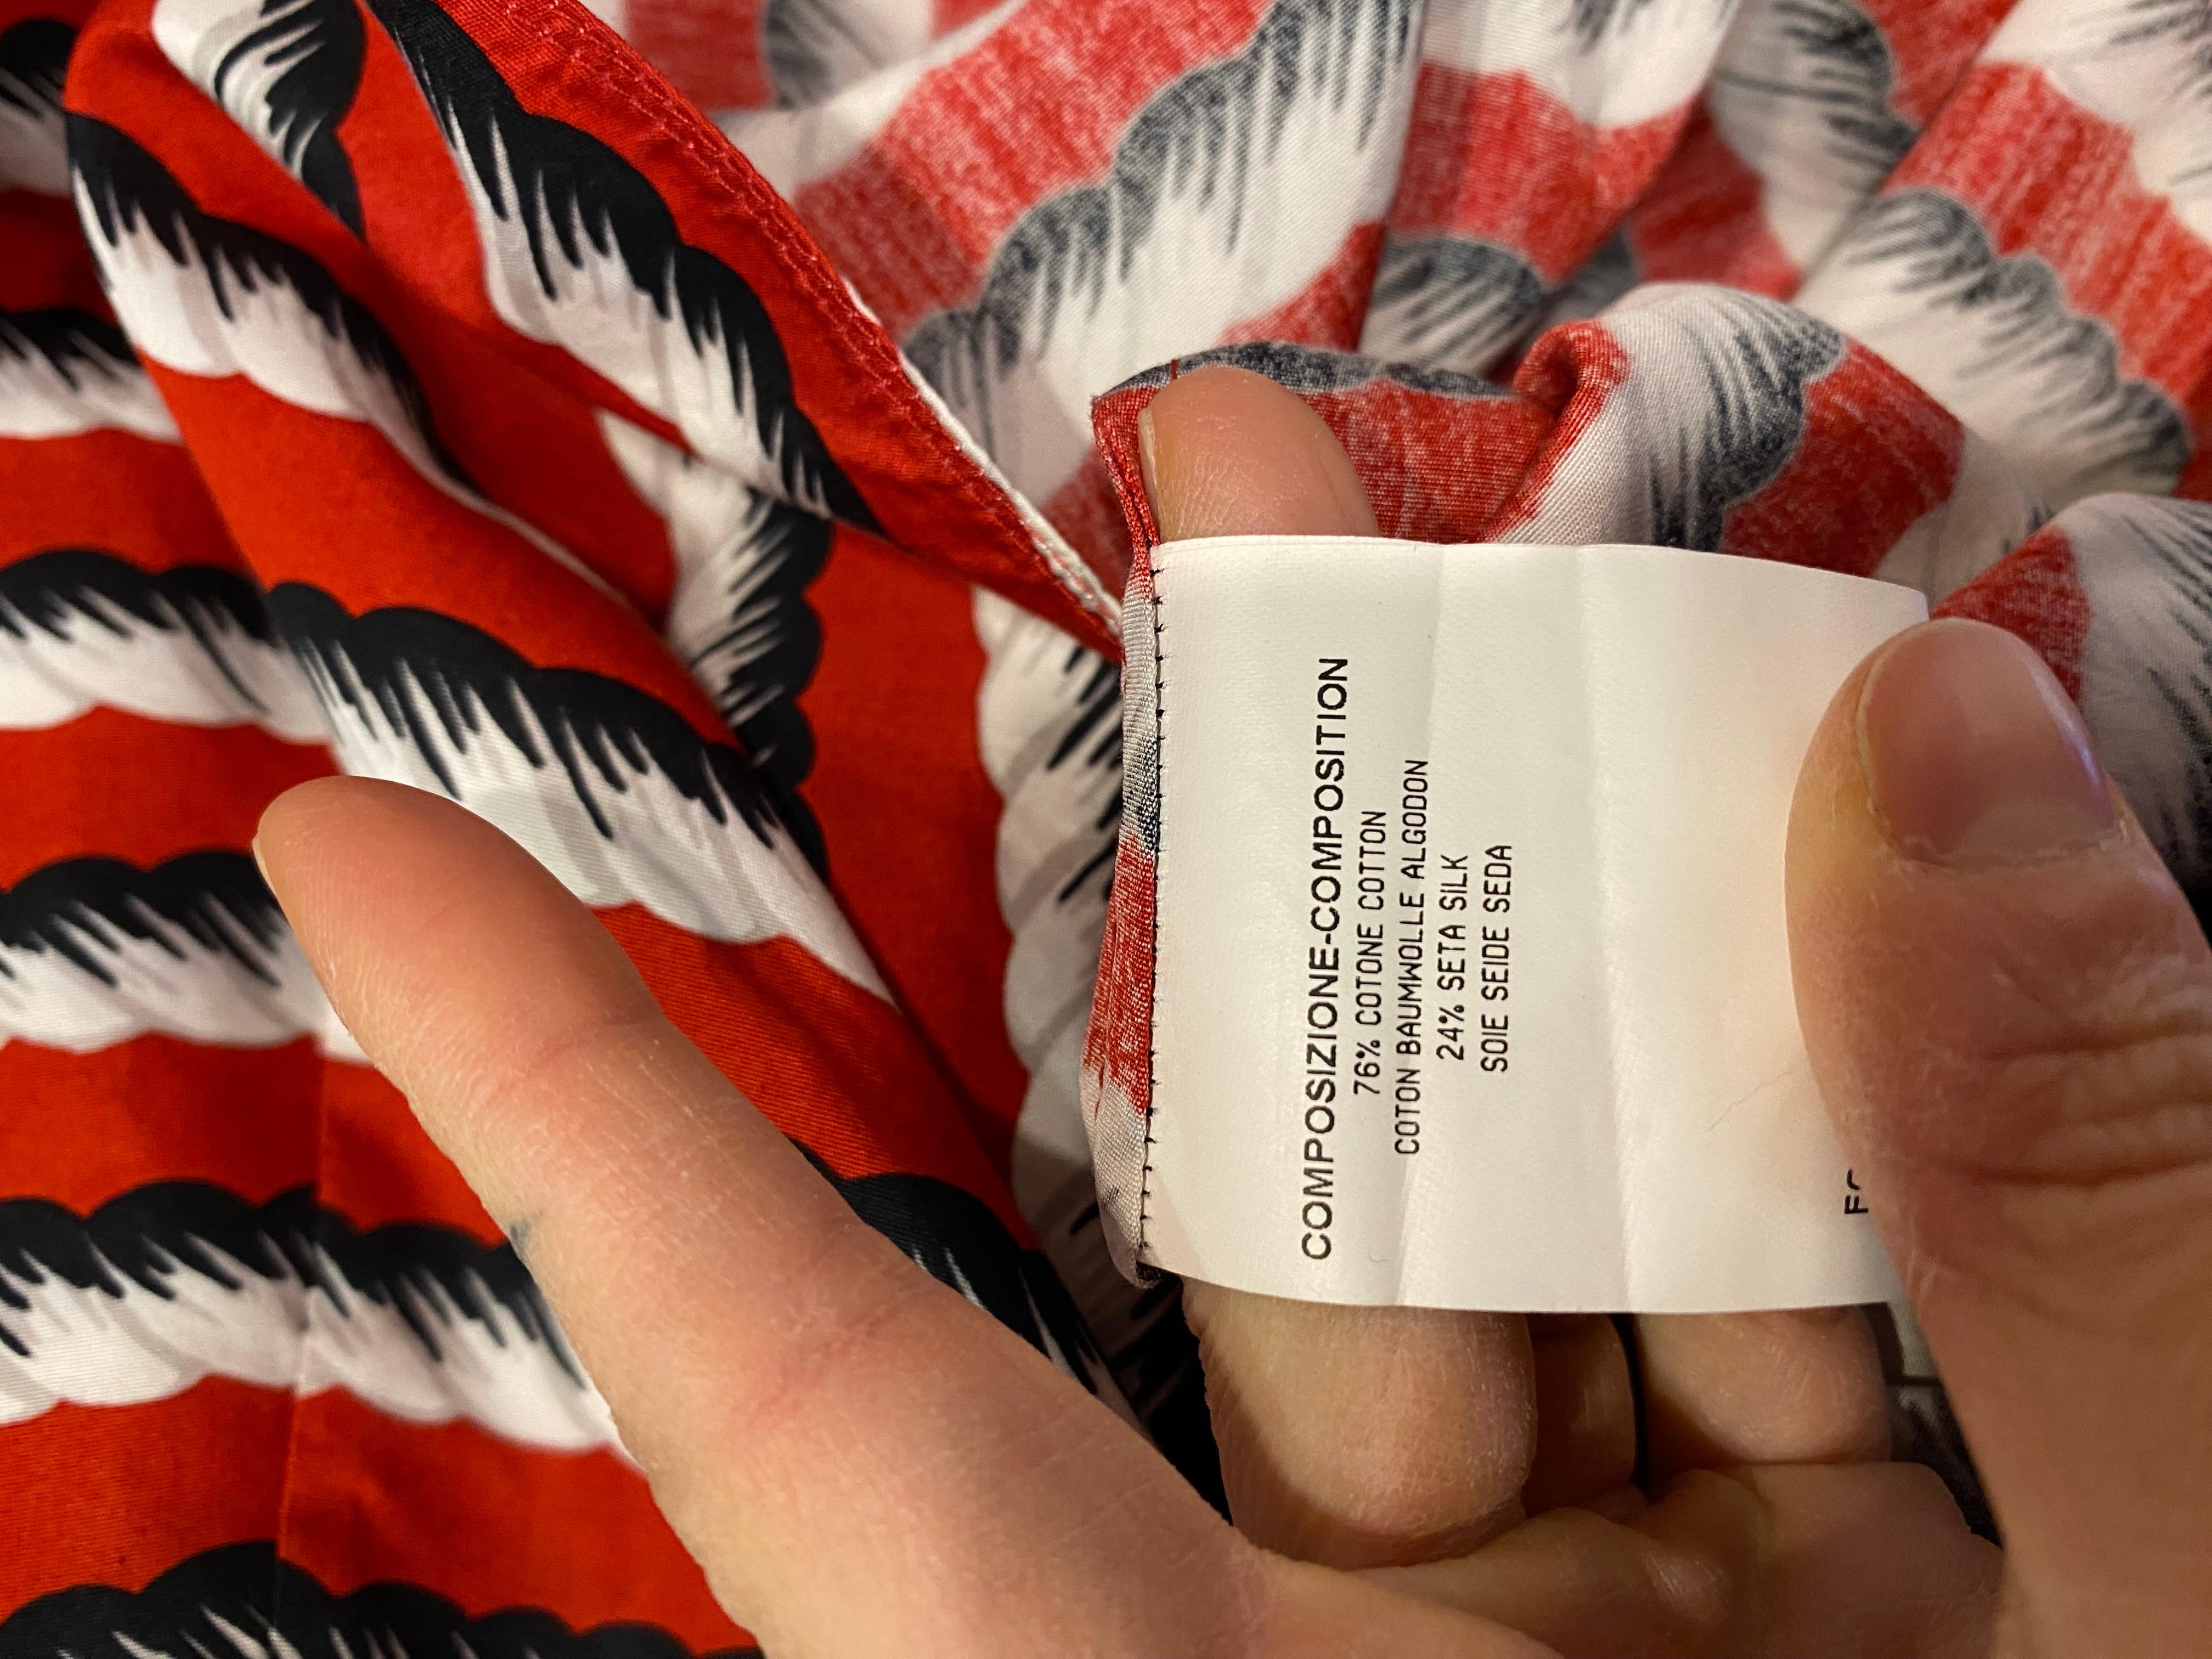 COMPOSIZIONE-COMPOSITION
76% COTONE COTTON
COTON BAUMWOLLE ALGODON
24% SETA SILK
SOIE SEIDE SEDA